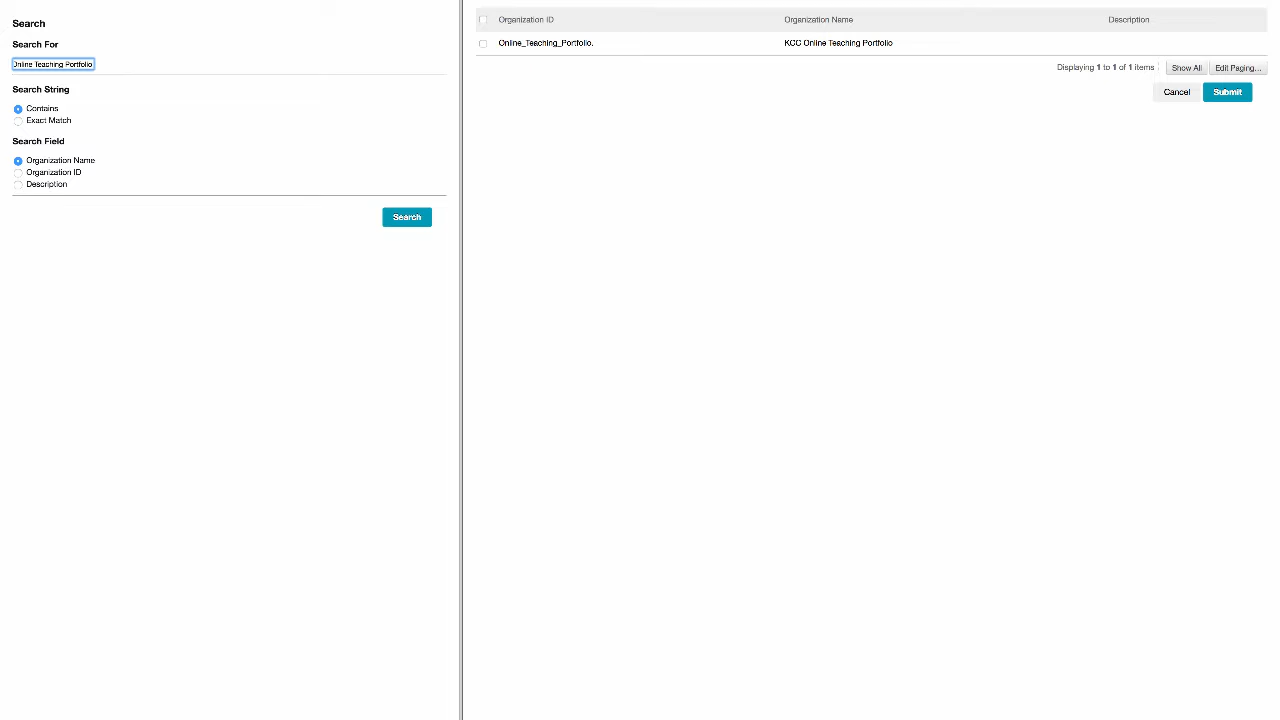 Search
Search For
Online Teaching Portfolio
Search String
Contains
Exact Match
Search Field
Organization Name
Organization ID
Description
Search
Organization ID Organization Name Description
Online_Teaching_Portfolio. KCC Online Teaching Portfolio
Displaying 1 to 1 of 1 items Show All Edit Paging...
Cancel Submit